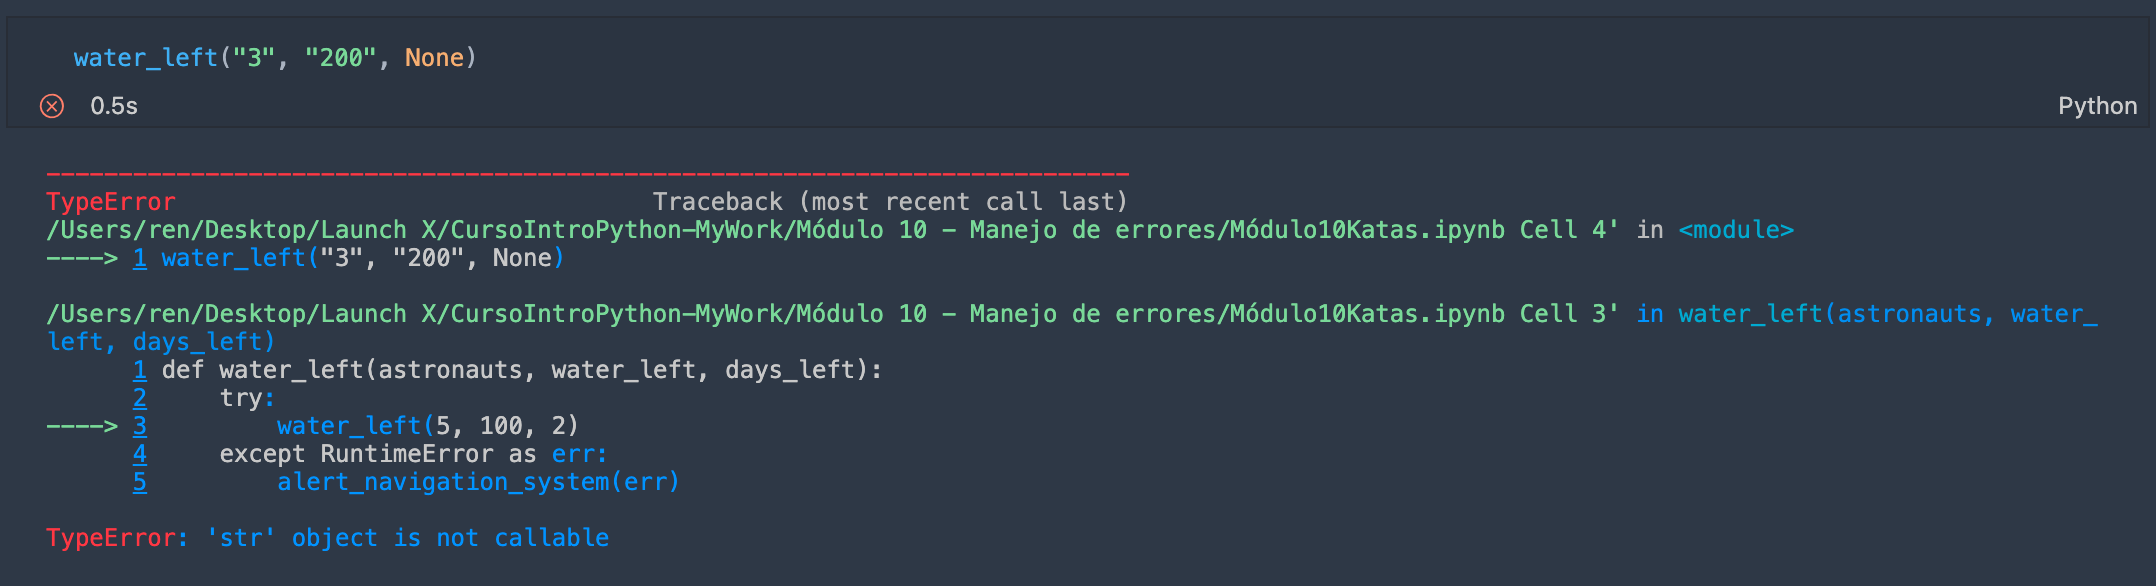 water_left("3", "200", None)
0.5s
Python
---------------------------------------------------------------------------
TypeError                                 Traceback (most recent call last)
/Users/ren/Desktop/Launch X/CursoIntroPython-MyWork/Módulo 10 - Manejo de errores/Módulo10Katas.ipynb Cell 4' in <module>
----> 1 water_left("3", "200", None)
/Users/ren/Desktop/Launch X/CursoIntroPython-MyWork/Módulo 10 - Manejo de errores/Módulo10Katas.ipynb Cell 3' in water_left(astronauts, water_
left, days_left)
      1 def water_left(astronauts, water_left, days_left):
      2     try:
----> 3         water_left(5, 100, 2)
      4     except RuntimeError as err:
      5         alert_navigation_system(err)
TypeError: 'str' object is not callable